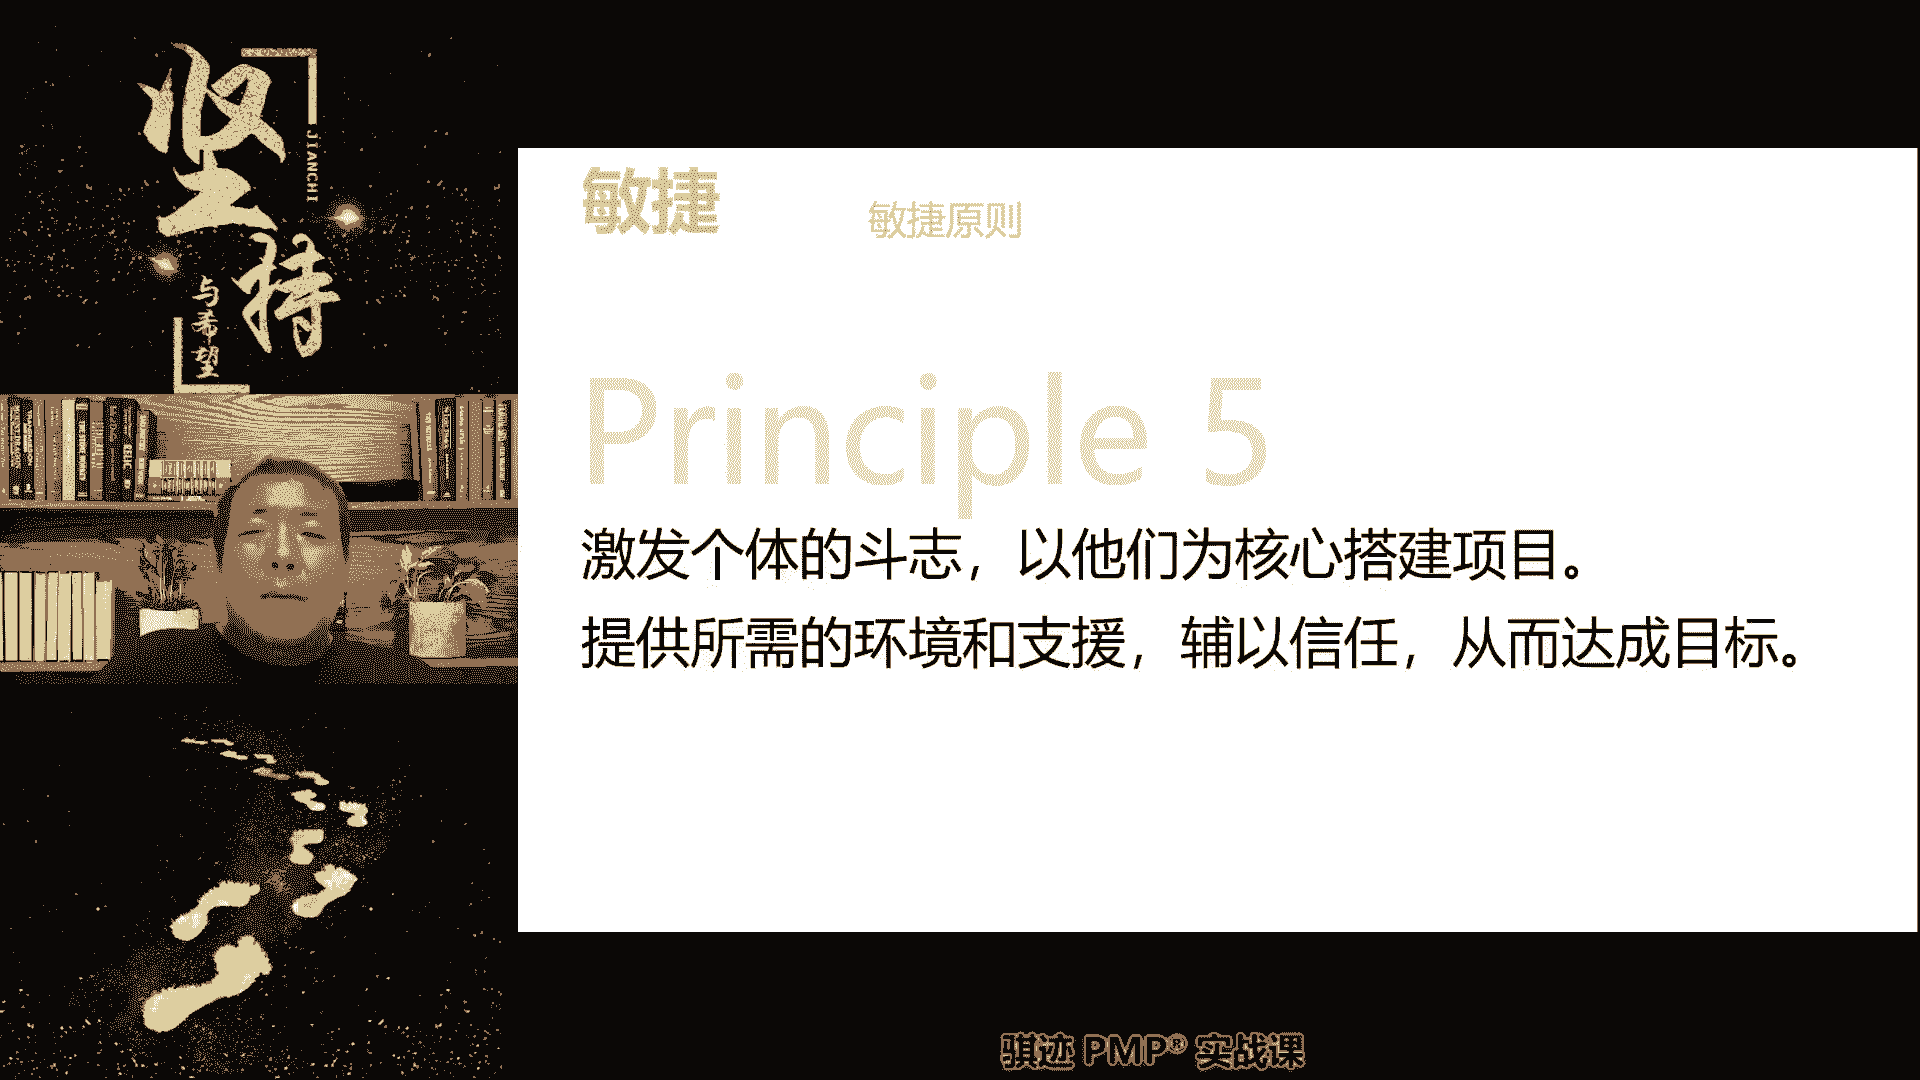 坚持
JIANCHI
与希望
敏捷
敏捷原则
Principle 5
激发个体的斗志，以他们为核心搭建项目。
提供所需的环境和支援，辅以信任，从而达成目标。
骐迹 PMP® 实战课